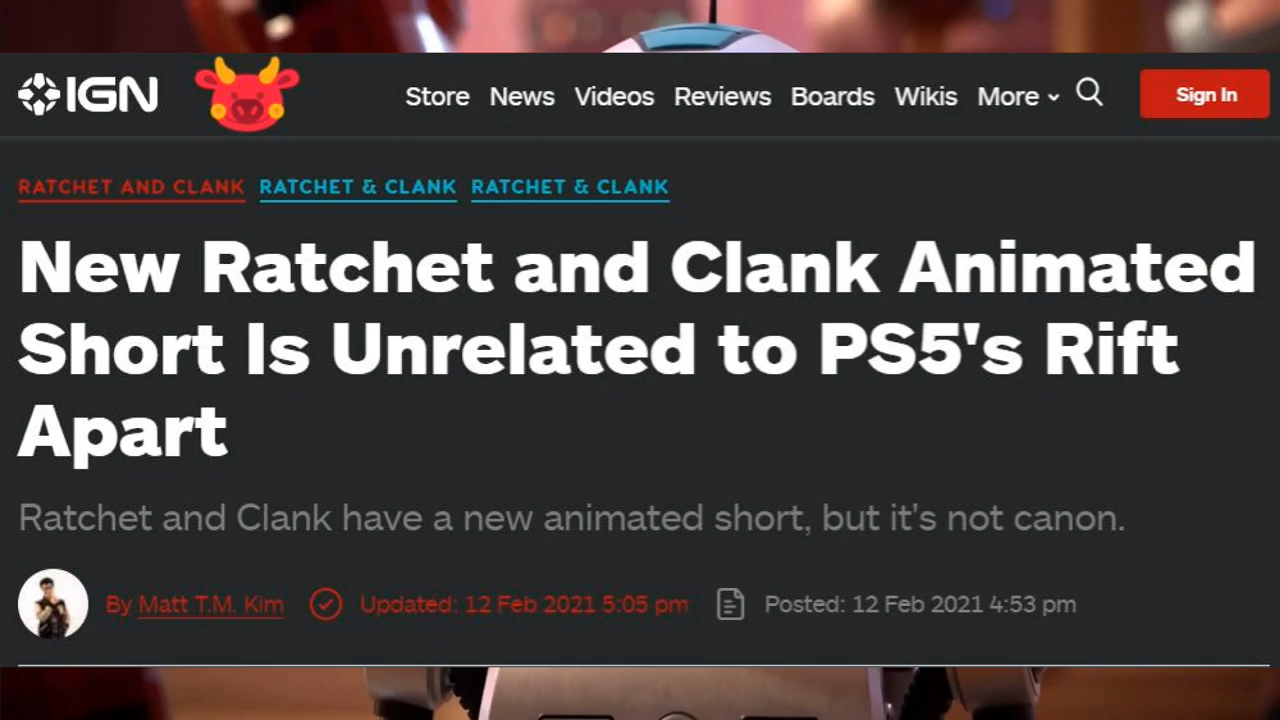 IGN Store News Videos Reviews Boards Wikis More Sign In
RATCHET AND CLANK RATCHET & CLANK RATCHET & CLANK
New Ratchet and Clank Animated
Short Is Unrelated to PS5's Rift
Apart
Ratchet and Clank have a new animated short, but it's not canon.
By Matt T.M. Kim Updated: 12 Feb 2021 5:05 pm Posted: 12 Feb 2021 4:53 pm